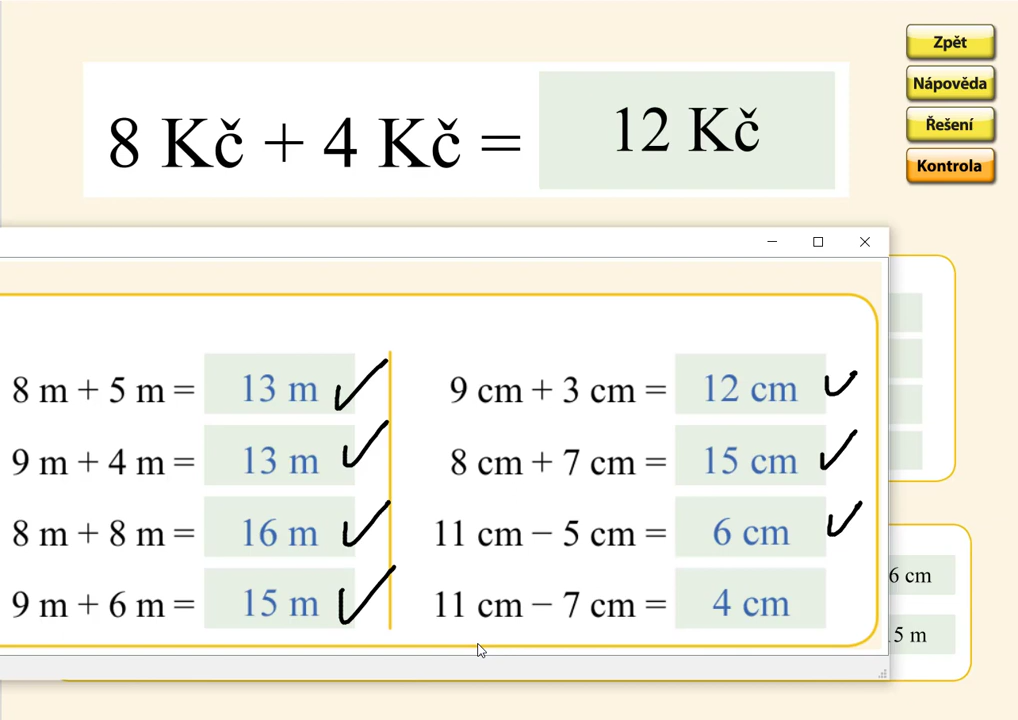 8 Kč + 4 Kč = 12 Kč
Zpět
Nápověda
Řešení
Kontrola
8 m + 5 m = 13 m
9 m + 4 m = 13 m
8 m + 8 m = 16 m
9 m + 6 m = 15 m
9 cm + 3 cm = 12 cm
8 cm + 7 cm = 15 cm
11 cm − 5 cm = 6 cm
11 cm − 7 cm = 4 cm
6 cm
5 m